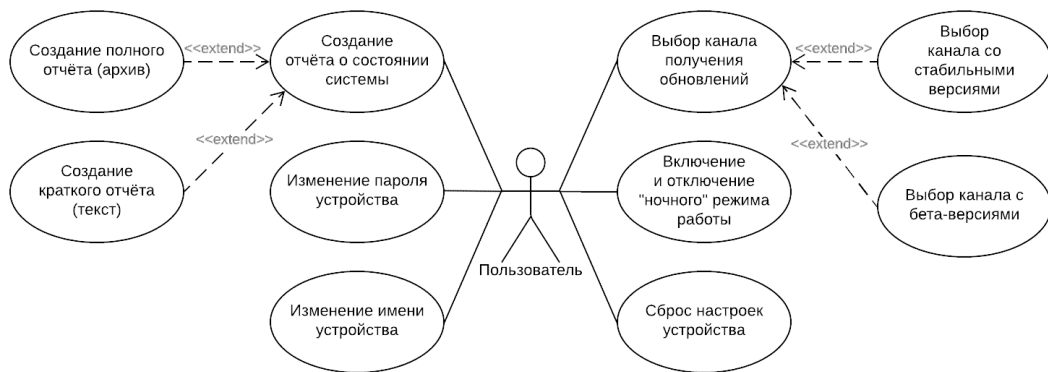 Создание полного
отчёта (архив)
<<extend>>
Создание
отчёта о состоянии
системы
Выбор канала
получения
обновлений
<<extend>>
Выбор
канала со
стабильными
версиями
<<extend>>
<<extend>>
Создание
краткого отчёта
(текст)
Изменение пароля
устройства
Включение
и отключение
"ночного" режима
работы
Выбор канала с
бета-версиями
Пользователь
Изменение имени
устройства
Сброс настроек
устройства